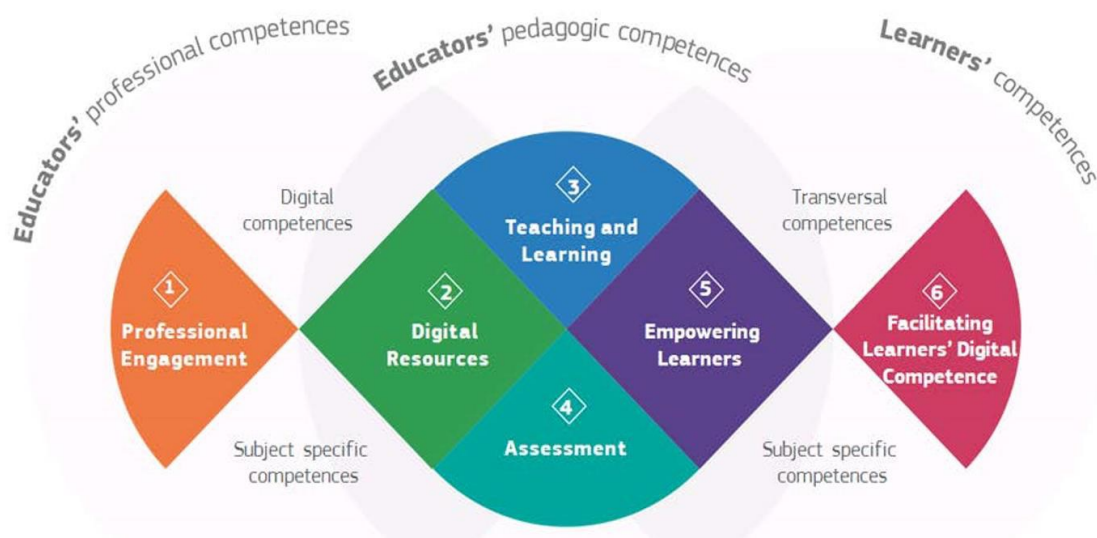 Educators' professional competences
Educators' pedagogic competences
Learners' competences
Digital
competences
Transversal
competences
1
Professional
Engagement
2
Digital
Resources
3
Teaching and
Learning
4
Assessment
5
Empowering
Learners
6
Facilitating
Learners' Digital
Competence
Subject specific
competences
Subject specific
competences